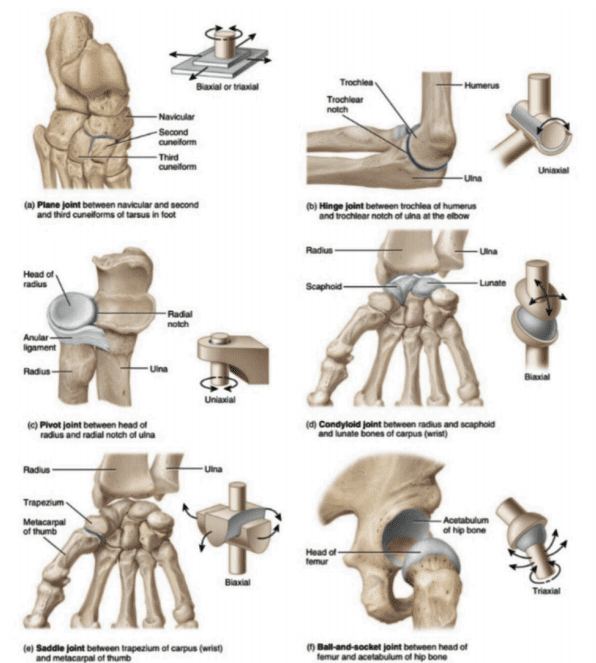 Biaxial or triaxial
Navicular
Second
cuneiform
Third
cuneiform
(a) Plane joint between navicular and second
and third cuneiforms of tarsus in foot
Trochlea
Humerus
Trochlear
notch
Ulna
Uniaxial
(b) Hinge joint between trochlea of humerus
and trochlear notch of ulna at the elbow
Head of
radius
Radial
notch
Anular
ligament
Radius
Ulna
Uniaxial
(c) Pivot joint between head of
radius and radial notch of ulna
Radius
Ulna
Scaphoid
Lunate
Biaxial
(d) Condyloid joint between radius and scaphoid
and lunate bones of carpus (wrist)
Radius
Ulna
Trapezium
Metacarpal
of thumb
Biaxial
(e) Saddle joint between trapezium of carpus (wrist)
and metacarpal of thumb
Acetabulum
of hip bone
Head of
femur
Triaxial
(f) Ball-and-socket joint between head of
femur and acetabulum of hip bone